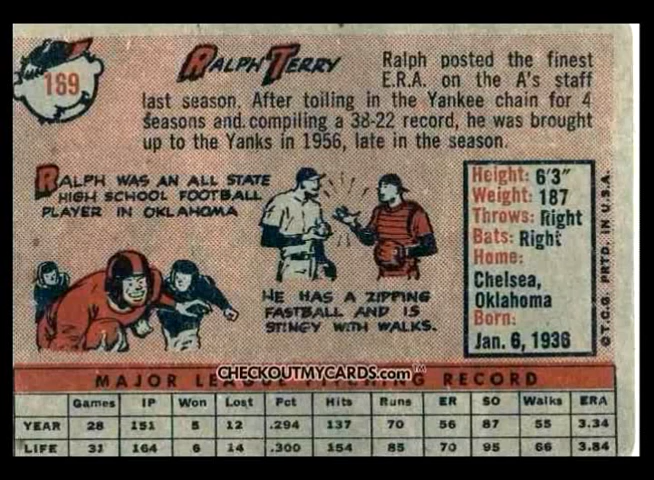 169
RALPH TERRY
Ralph posted the finest
E.R.A. on the A's staff
last season. After toiling in the Yankee chain for 4
seasons and compiling a 38-22 record, he was brought
up to the Yanks in 1956, late in the season.
RALPH WAS AN ALL STATE
HIGH SCHOOL FOOTBALL
PLAYER IN OKLAHOMA
HE HAS A ZIPPING
FASTBALL AND IS
STINGY WITH WALKS.
Height: 6'3"
Weight: 187
Throws: Right
Bats: Right
Home:
Chelsea,
Oklahoma
Born:
Jan. 6, 1936
©T.C.G. PRTD. IN U.S.A.
CHECKOUTMYCARDS.com™
MAJOR LEAGUE PITCHING RECORD
Games IP Won Lost Pct Hits Runs ER SO Walks ERA
YEAR 28 151 5 12 .294 137 70 56 87 55 3.34
LIFE 31 164 6 14 .300 154 85 70 95 66 3.84